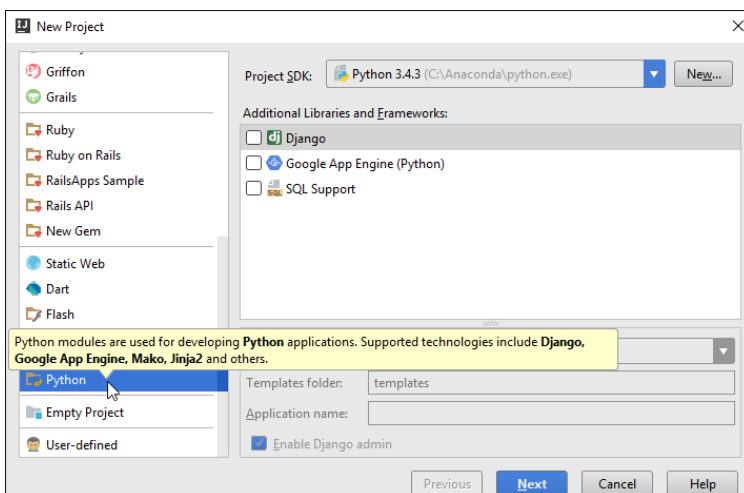 New Project
Griffon
Grails
Ruby
Ruby on Rails
RailsApps Sample
Rails API
New Gem
Static Web
Dart
Flash
Python modules are used for developing Python applications. Supported technologies include Django,
Google App Engine, Mako, Jinja2 and others.
Python
Empty Project
User-defined
Project SDK:
Python 3.4.3 (C:\Anaconda\python.exe)
New...
Additional Libraries and Frameworks:
Django
Google App Engine (Python)
SQL Support
Templates folder:
templates
Application name:
Enable Django admin
Previous
Next
Cancel
Help